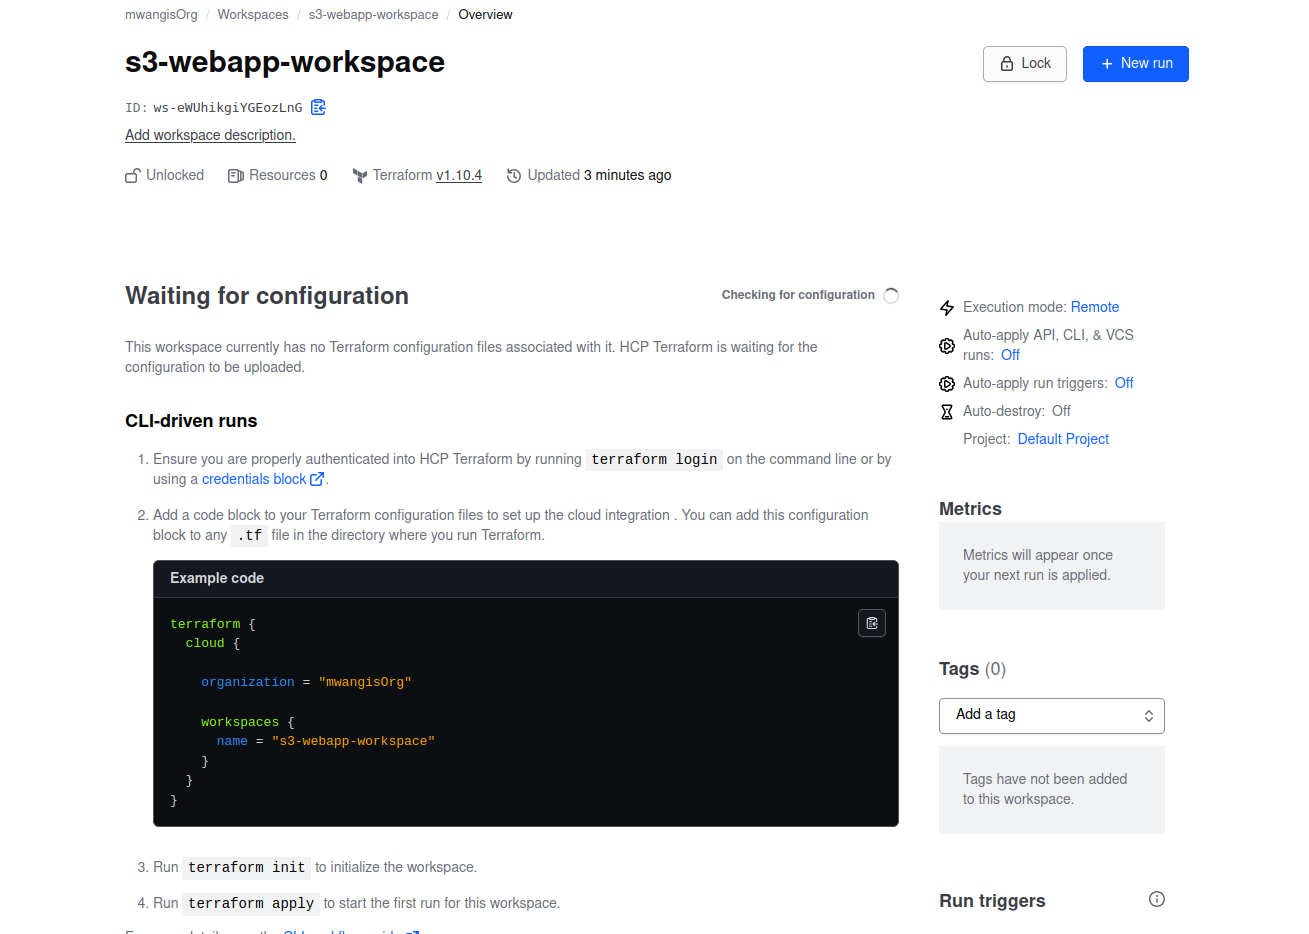 mwangisOrg / Workspaces / s3-webapp-workspace / Overview
s3-webapp-workspace
Lock
+ New run
ID: ws-eWUhikgiYGEozLnG
Add workspace description.
Unlocked Resources 0 Terraform v1.10.4 Updated 3 minutes ago
Waiting for configuration
Checking for configuration
This workspace currently has no Terraform configuration files associated with it. HCP Terraform is waiting for the
configuration to be uploaded.
CLI-driven runs
1. Ensure you are properly authenticated into HCP Terraform by running terraform login on the command line or by
using a credentials block.
2. Add a code block to your Terraform configuration files to set up the cloud integration . You can add this configuration
block to any .tf file in the directory where you run Terraform.
Example code
terraform {
cloud {
organization = "mwangisOrg"
workspaces {
name = "s3-webapp-workspace"
}
}
}
3. Run terraform init to initialize the workspace.
4. Run terraform apply to start the first run for this workspace.
Execution mode: Remote
Auto-apply API, CLI, & VCS
runs: Off
Auto-apply run triggers: Off
Auto-destroy: Off
Project: Default Project
Metrics
Metrics will appear once
your next run is applied.
Tags (0)
Add a tag
Tags have not been added
to this workspace.
Run triggers